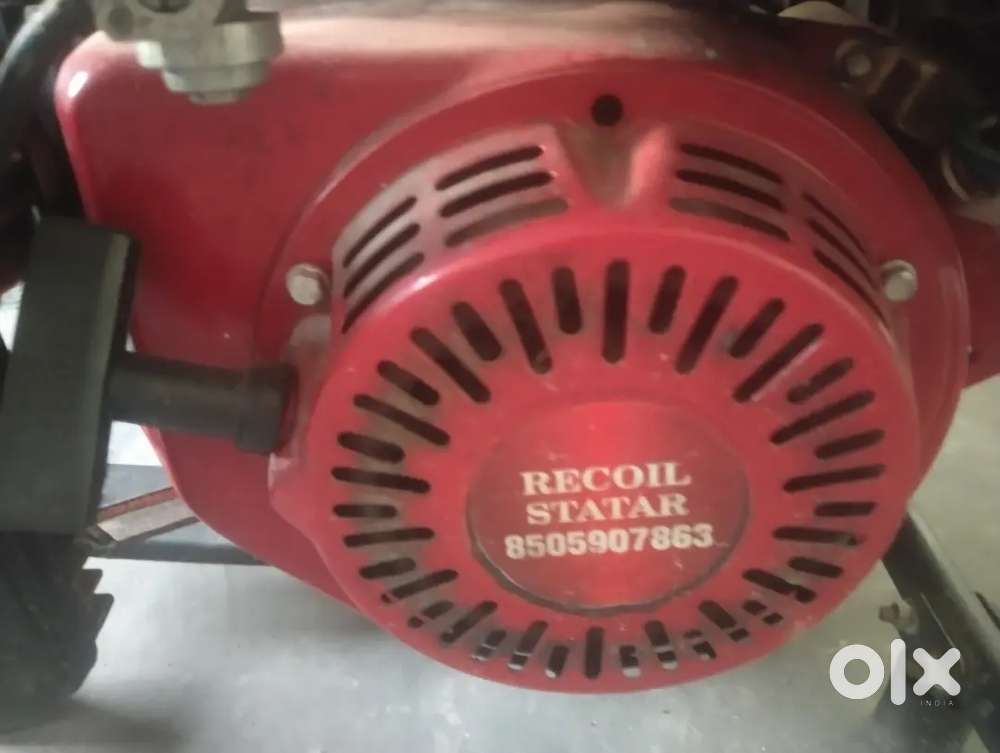 RECOIL
STATAR
8505907863
olx
INDIA